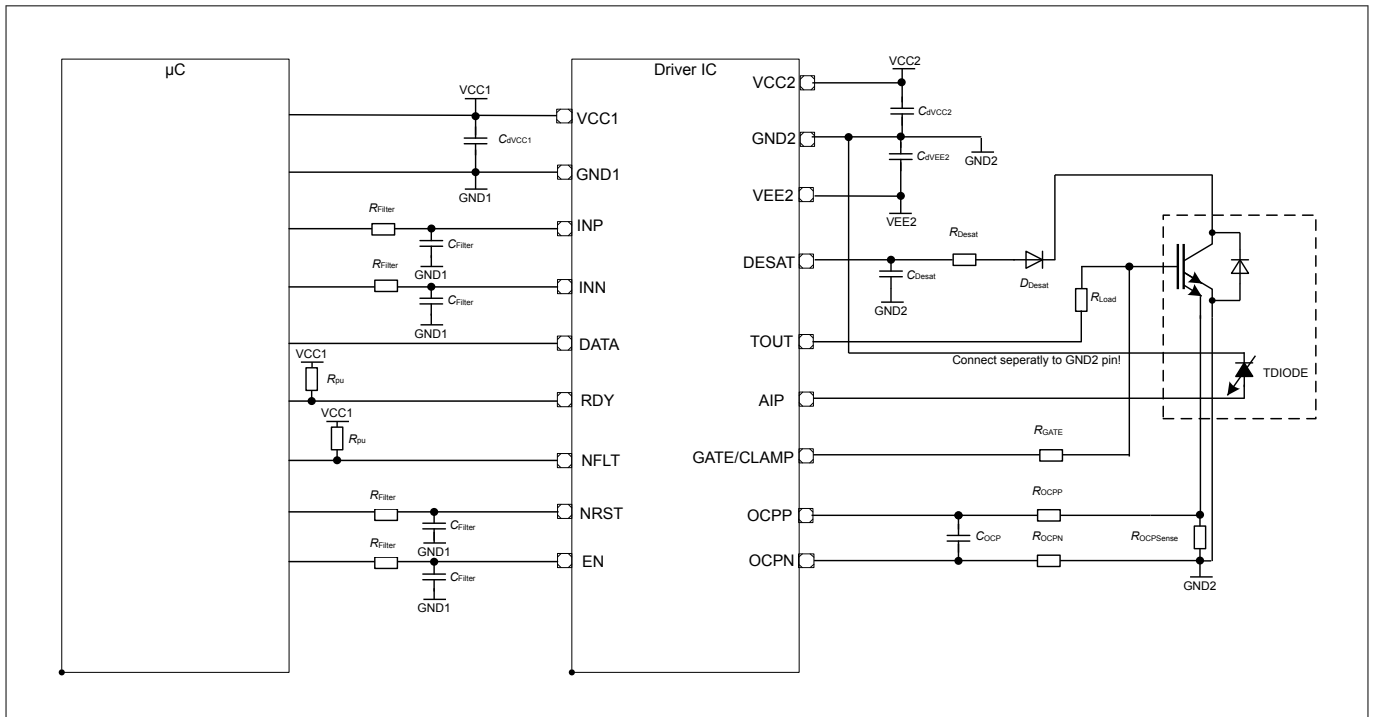 µC
Driver IC
VCC1
VCC1
CdVCC1
GND1
GND1
RFilter
INP
CFilter
GND1
RFilter
INN
CFilter
GND1
DATA
VCC1
Rpu
RDY
VCC1
Rpu
NFLT
RFilter
NRST
CFilter
GND1
RFilter
EN
CFilter
GND1
VCC2
VCC2
CdVCC2
GND2
GND2
CdVEE2
VEE2
VEE2
RDesat
DESAT
CDesat
DDesat
GND2
RLoad
TOUT
Connect seperatly to GND2 pin!
TDIODE
AIP
RGATE
GATE/CLAMP
ROCPP
OCPP
COCP
ROCPN
ROCPSense
OCPN
GND2